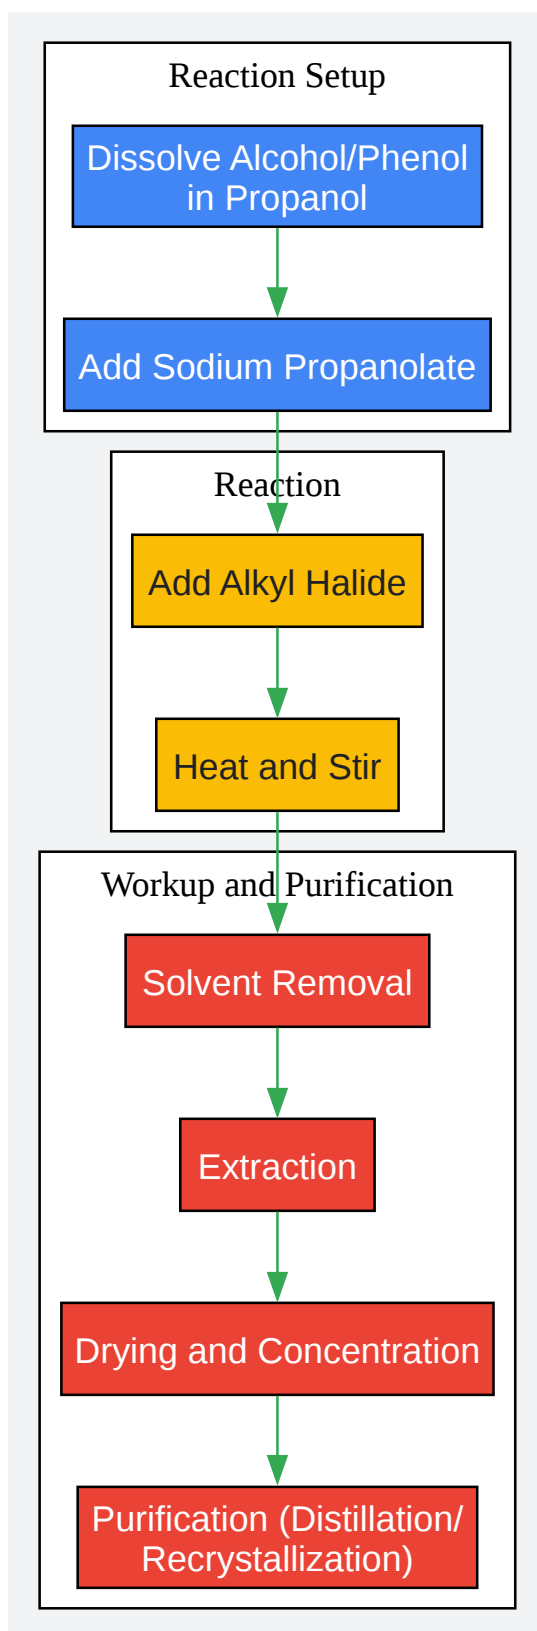 Reaction Setup
Dissolve Alcohol/Phenol
in Propanol
Add Sodium Propanolate
Reaction
Add Alkyl Halide
Heat and Stir
Workup and Purification
Solvent Removal
Extraction
Drying and Concentration
Purification (Distillation/
Recrystallization)